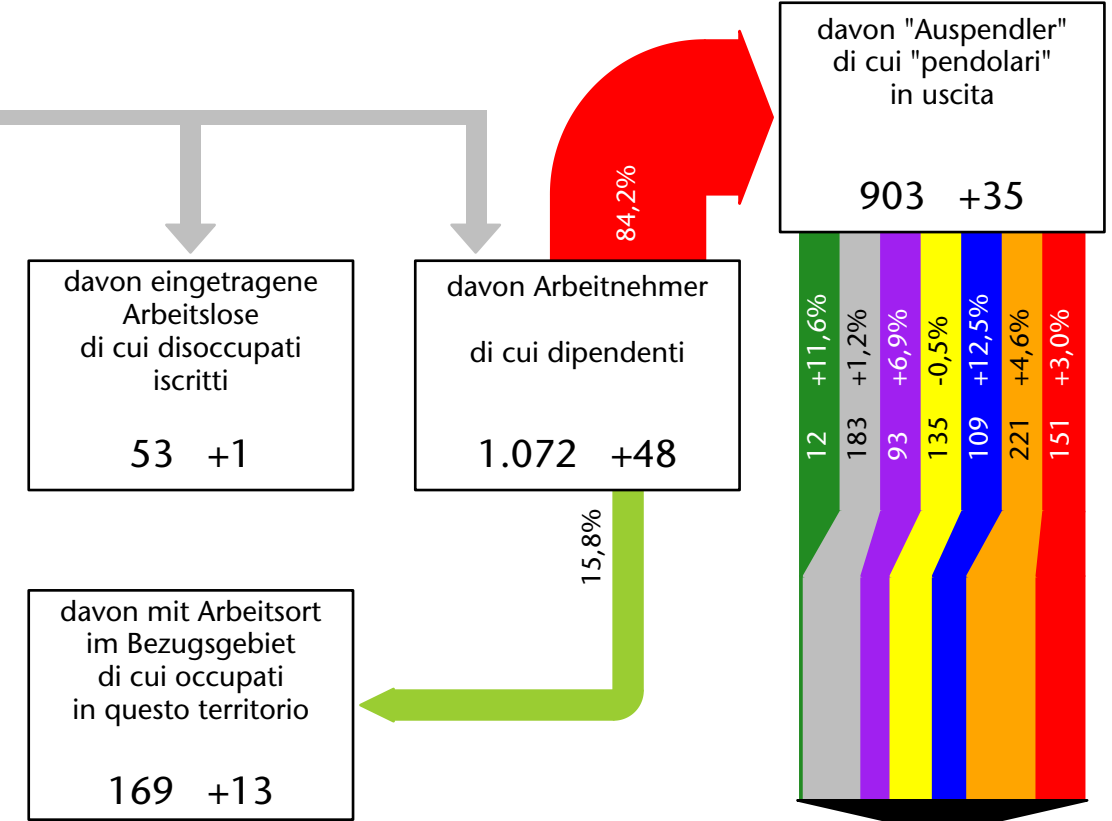 davon "Auspendler"
di cui "pendolari"
in uscita
903 +35
84,2%
davon eingetragene
Arbeitslose
di cui disoccupati
iscritti
53 +1
davon Arbeitnehmer
di cui dipendenti
1.072 +48
12 +11,6%
183 +1,2%
93 +6,9%
135 -0,5%
109 +12,5%
221 +4,6%
151 +3,0%
15,8%
davon mit Arbeitsort
im Bezugsgebiet
di cui occupati
in questo territorio
169 +13